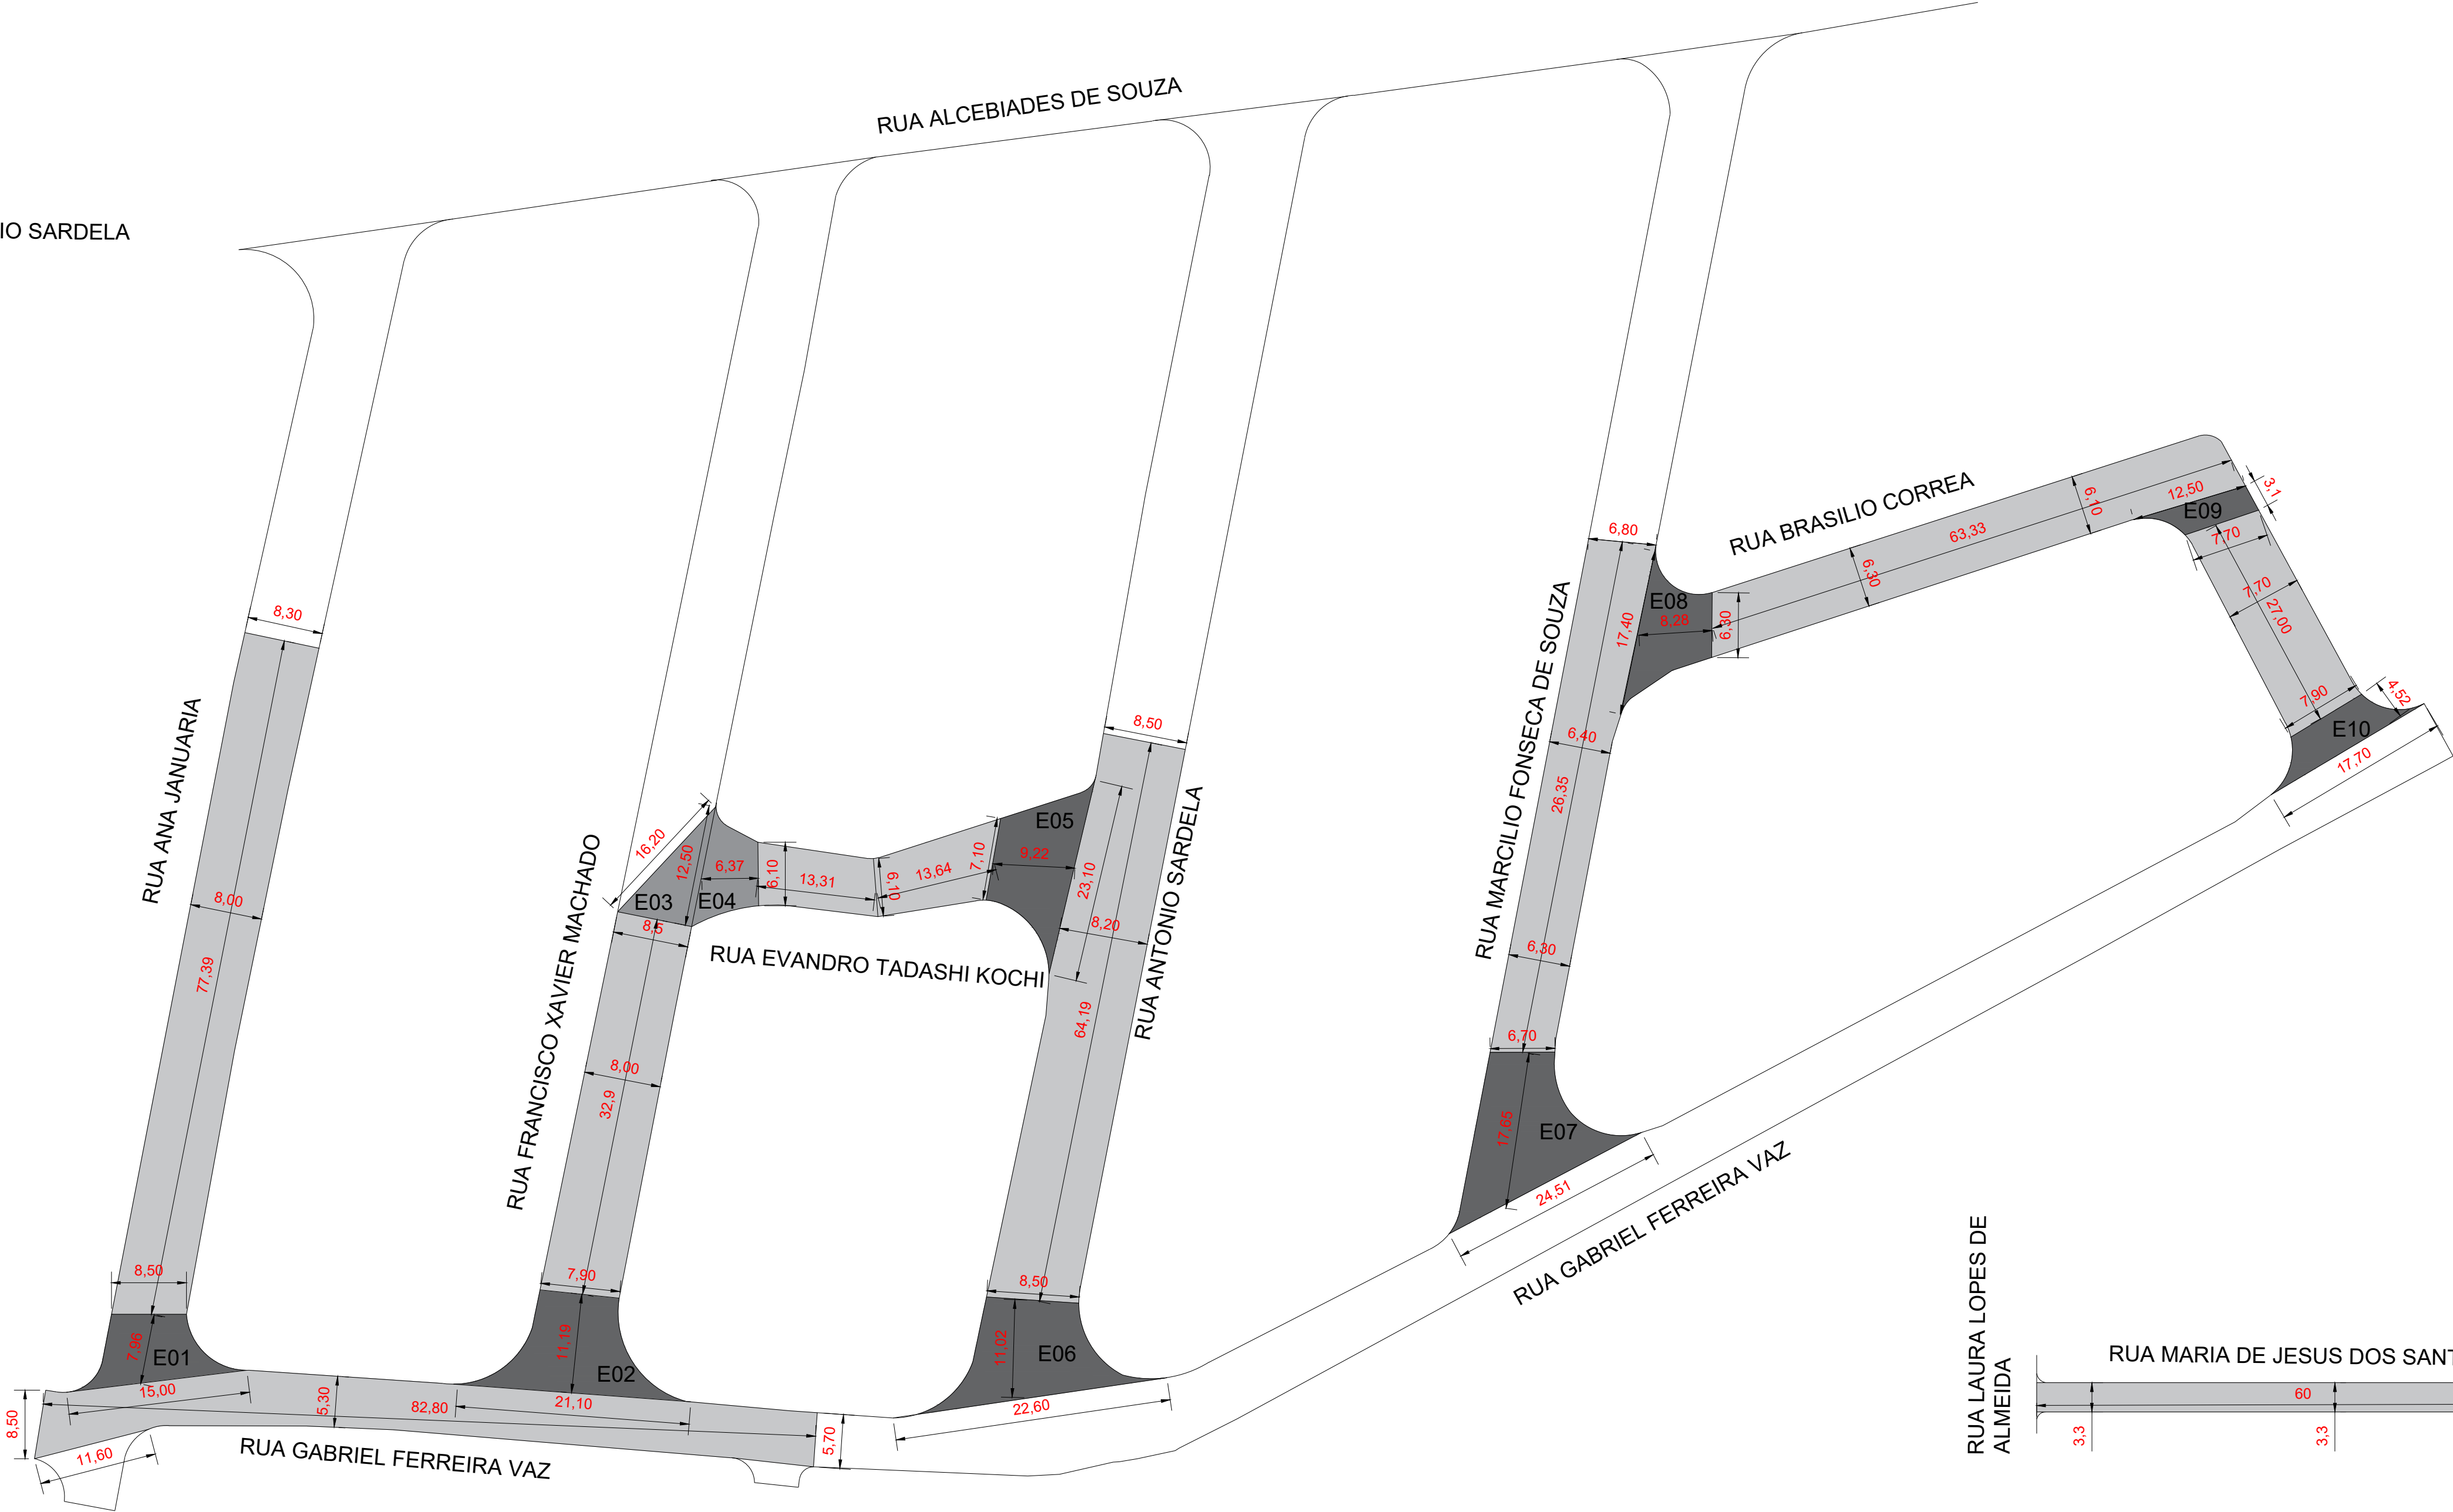 RUA ALCEBIADES DE SOUZA
IO SARDELA
8,30
RUA ANA JANUARIA
8,00
77,39
8,50
7,96
E01
15,00
8,50
11,60
5,30
82,80
RUA GABRIEL FERREIRA VAZ
5,70
RUA FRANCISCO XAVIER MACHADO
16,20
12,50
E03
E04
6,37
6,10
8,5
8,00
32,9
7,90
11,19
E02
21,10
13,31
6,10
13,64
7,10
RUA EVANDRO TADASHI KOCHI
E05
9,22
23,10
8,50
8,20
64,19
RUA ANTONIO SARDELA
8,50
11,02
E06
22,60
RUA MARCILIO FONSECA DE SOUZA
6,80
17,40
E08
8,28
6,30
6,40
26,35
6,30
6,70
17,65
E07
24,51
RUA GABRIEL FERREIRA VAZ
RUA BRASILIO CORREA
6,30
63,33
6,10
12,50
3,1
E09
7,70
7,70
27,00
7,90
4,52
E10
17,70
RUA LAURA LOPES DE
ALMEIDA
RUA MARIA DE JESUS DOS SANT
60
3,3
3,3